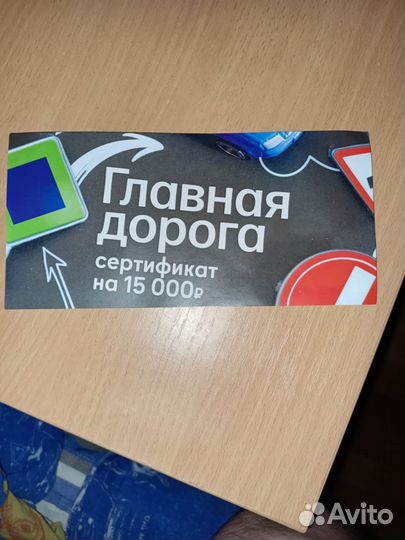 Главная
дорога
сертификат
на 15 000₽
Avito